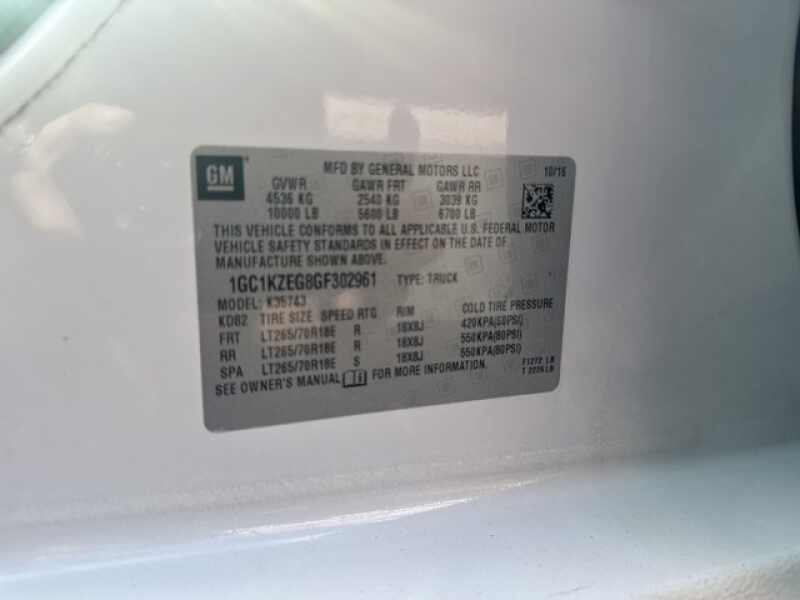 GM
MFD BY GENERAL MOTORS LLC 10/15
GVWR GAWR FRT GAWR RR
4536 KG 2540 KG 3039 KG
10000 LB 5600 LB 6700 LB
THIS VEHICLE CONFORMS TO ALL APPLICABLE U.S. FEDERAL MOTOR
VEHICLE SAFETY STANDARDS IN EFFECT ON THE DATE OF
MANUFACTURE SHOWN ABOVE.
1GC1KZEG8GF302961 TYPE: TRUCK
MODEL: K35743
KD82 TIRE SIZE SPEED RTG RIM COLD TIRE PRESSURE
FRT LT265/70R18E R 18X8J 420KPA(60PSI)
RR LT265/70R18E R 18X8J 550KPA(80PSI)
SPA LT265/70R18E S 18X8J 550KPA(80PSI)
SEE OWNER'S MANUAL FOR MORE INFORMATION.
F1272 LB
T 2225 LB